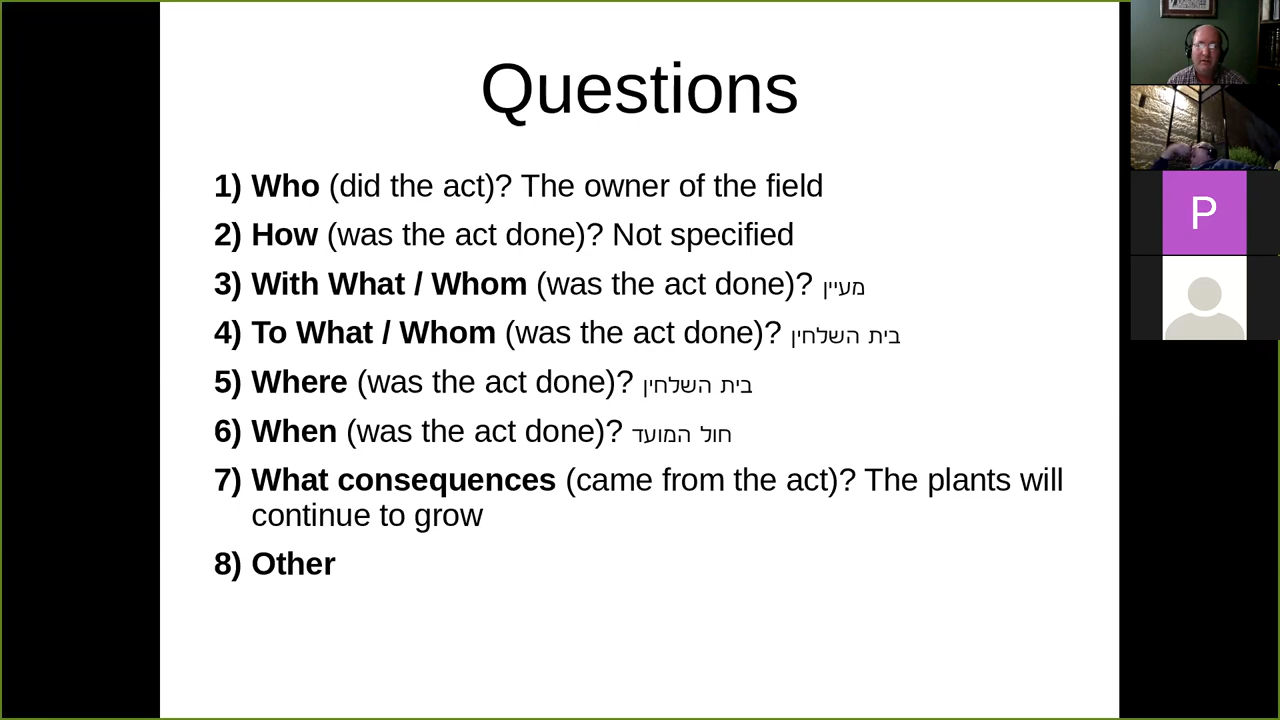 Questions
1) Who (did the act)? The owner of the field
2) How (was the act done)? Not specified
3) With What / Whom (was the act done)? מעיין
4) To What / Whom (was the act done)? בית השלחין
5) Where (was the act done)? בית השלחין
6) When (was the act done)? חול המועד
7) What consequences (came from the act)? The plants will
continue to grow
8) Other
P